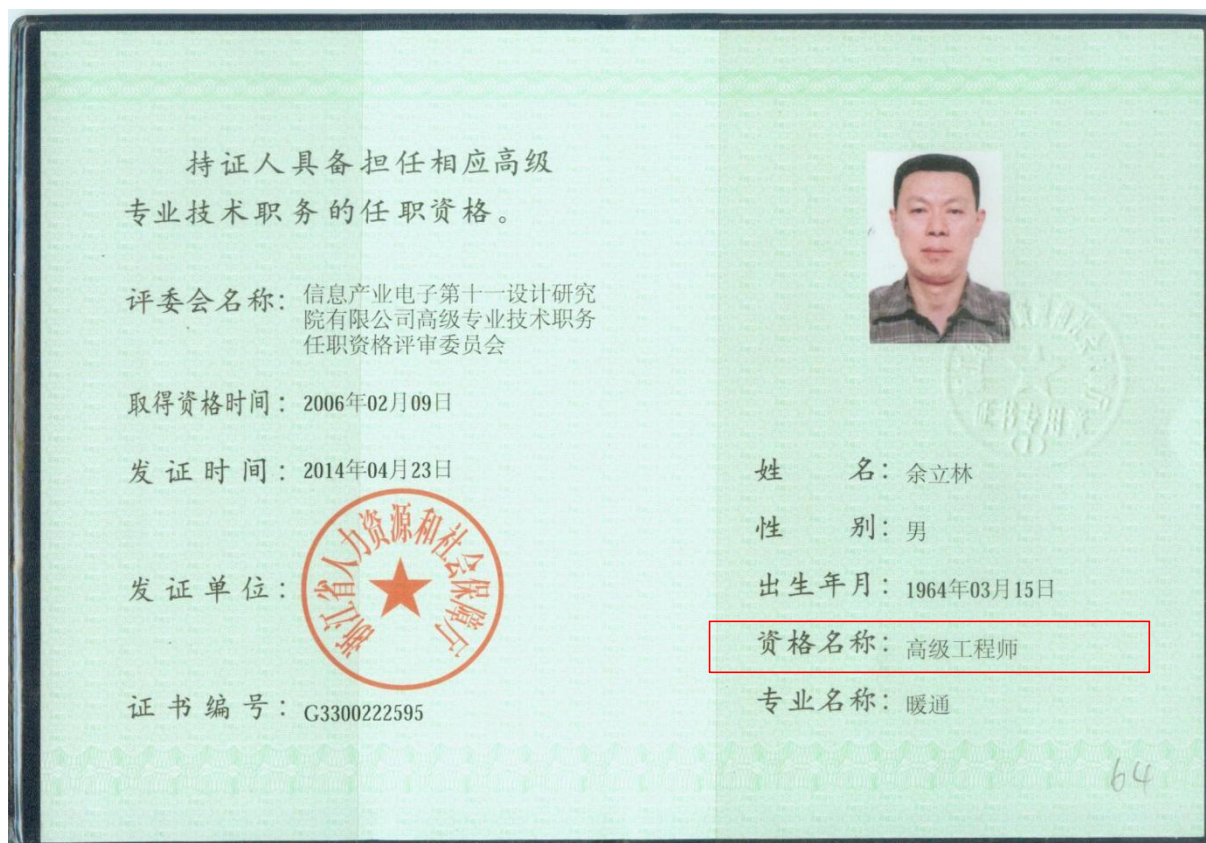 持证人具备担任相应高级
专业技术职务的任职资格。
评委会名称：信息产业电子第十一设计研究
院有限公司高级专业技术职务
任职资格评审委员会
取得资格时间：2006年02月09日
发证时间：2014年04月23日
发证单位：
浙江省人力资源和社会保障厅
证书编号：G3300222595
证书专用章
姓名：余立林
性别：男
出生年月：1964年03月15日
资格名称：高级工程师
专业名称：暖通
64